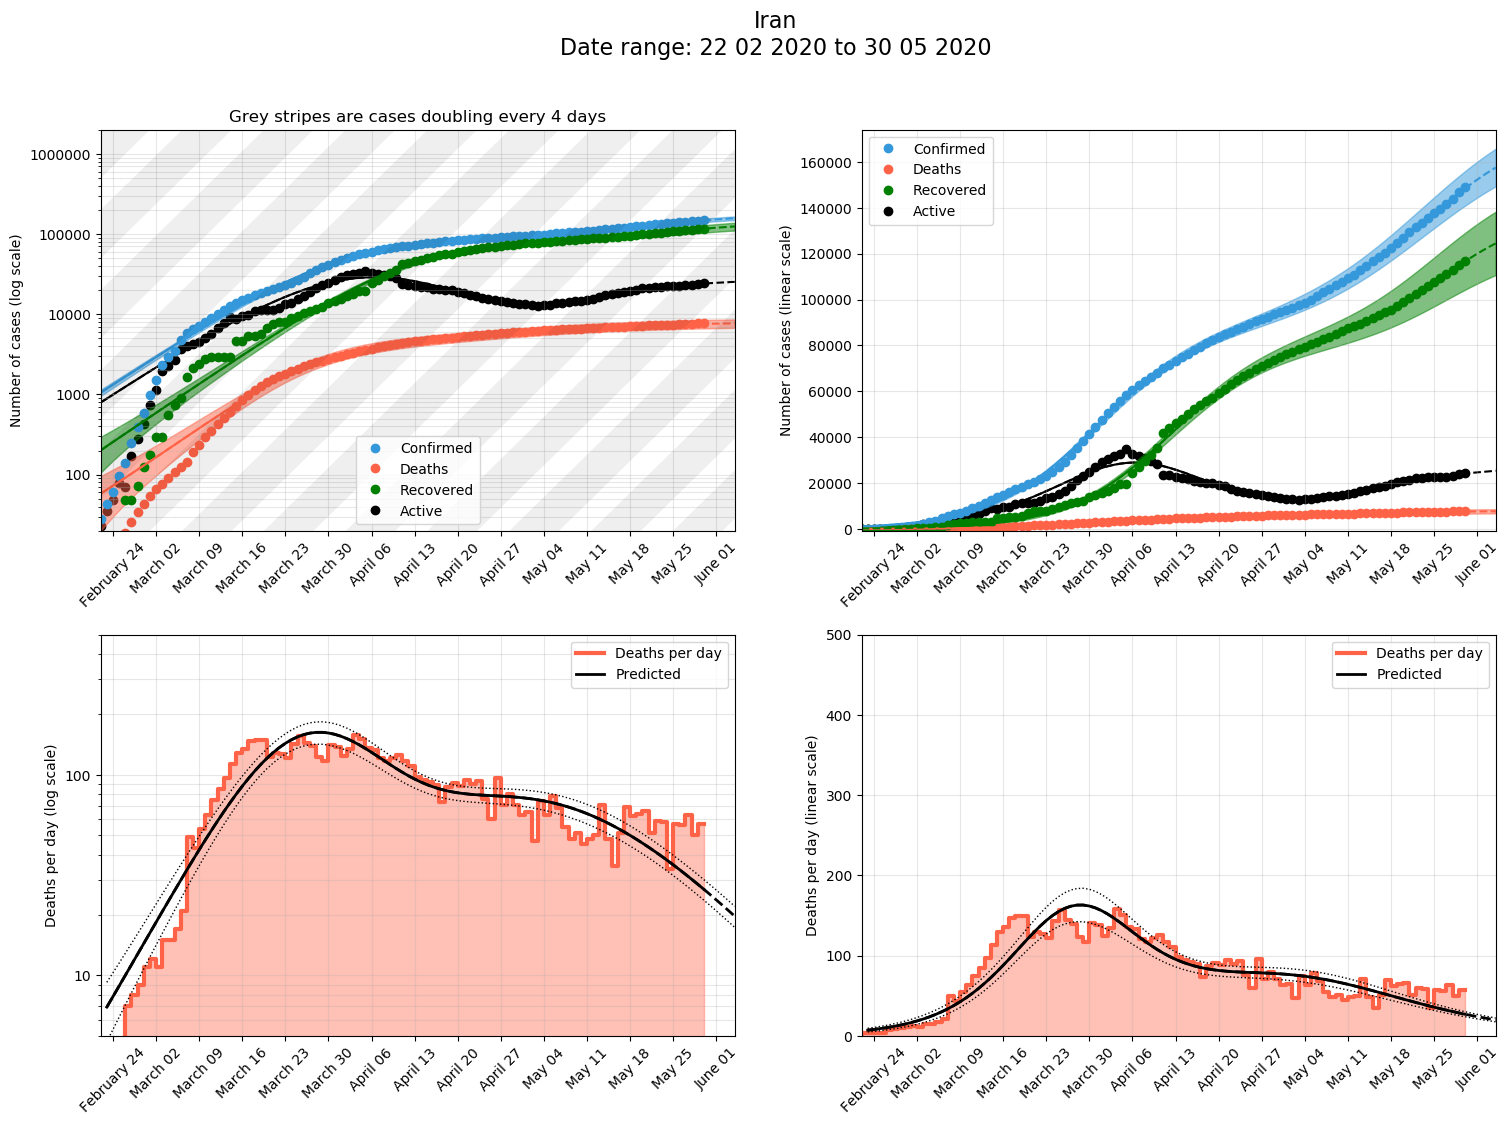 Iran
Date range: 22 02 2020 to 30 05 2020
Grey stripes are cases doubling every 4 days
Number of cases (log scale)
1000000
100000
10000
1000
100
Confirmed
Deaths
Recovered
Active
February 24
March 02
March 09
March 16
March 23
March 30
April 06
April 13
April 20
April 27
May 04
May 11
May 18
May 25
June 01
Number of cases (linear scale)
160000
140000
120000
100000
80000
60000
40000
20000
0
Confirmed
Deaths
Recovered
Active
February 24
March 02
March 09
March 16
March 23
March 30
April 06
April 13
April 20
April 27
May 04
May 11
May 18
May 25
June 01
Deaths per day (log scale)
100
10
Deaths per day
Predicted
February 24
March 02
March 09
March 16
March 23
March 30
April 06
April 13
April 20
April 27
May 04
May 11
May 18
May 25
June 01
Deaths per day (linear scale)
500
400
300
200
100
0
Deaths per day
Predicted
February 24
March 02
March 09
March 16
March 23
March 30
April 06
April 13
April 20
April 27
May 04
May 11
May 18
May 25
June 01